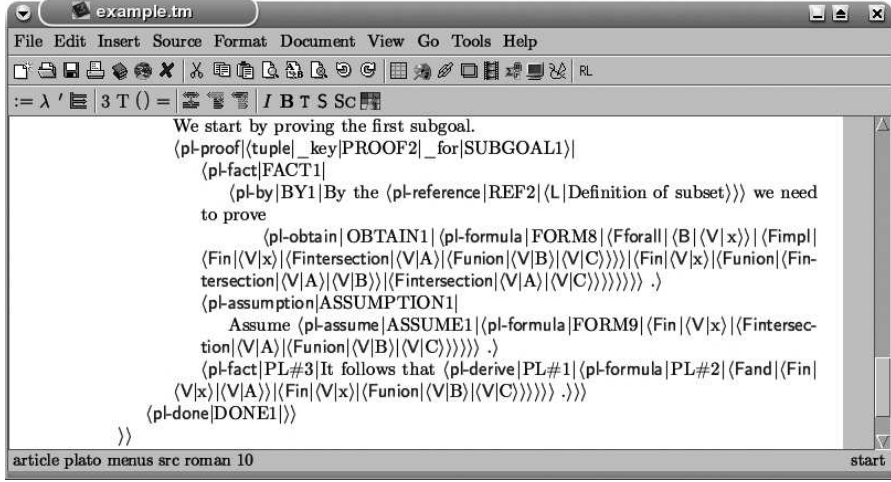 example.tm
File Edit Insert Source Format Document View Go Tools Help
RL
:= λ ′ 3 T () = I B T S Sc
We start by proving the first subgoal.
⟨pl-proof|⟨tuple|_key|PROOF2|_for|SUBGOAL1⟩|
⟨pl-fact|FACT1|
⟨pl-by|BY1|By the ⟨pl-reference|REF2|⟨L|Definition of subset⟩⟩⟩ we need
to prove
⟨pl-obtain|OBTAIN1|⟨pl-formula|FORM8|⟨Fforall|⟨B|⟨V|x⟩⟩|⟨Fimpl|
⟨Fin|⟨V|x⟩|⟨Fintersection|⟨V|A⟩|⟨Funion|⟨V|B⟩|⟨V|C⟩⟩⟩⟩|⟨Fin|⟨V|x⟩|⟨Funion|⟨Fin-
tersection|⟨V|A⟩|⟨V|B⟩⟩|⟨Fintersection|⟨V|A⟩|⟨V|C⟩⟩⟩⟩⟩⟩⟩⟩ .⟩
⟨pl-assumption|ASSUMPTION1|
Assume ⟨pl-assume|ASSUME1|⟨pl-formula|FORM9|⟨Fin|⟨V|x⟩|⟨Fintersec-
tion|⟨V|A⟩|⟨Funion|⟨V|B⟩|⟨V|C⟩⟩⟩⟩⟩⟩ .⟩
⟨pl-fact|PL#3|It follows that ⟨pl-derive|PL#1|⟨pl-formula|PL#2|⟨Fand|⟨Fin|
⟨V|x⟩|⟨V|A⟩⟩|⟨Fin|⟨V|x⟩|⟨Funion|⟨V|B⟩|⟨V|C⟩⟩⟩⟩⟩⟩ .⟩⟩⟩
⟨pl-done|DONE1|⟩⟩
⟩⟩
article plato menus src roman 10 start